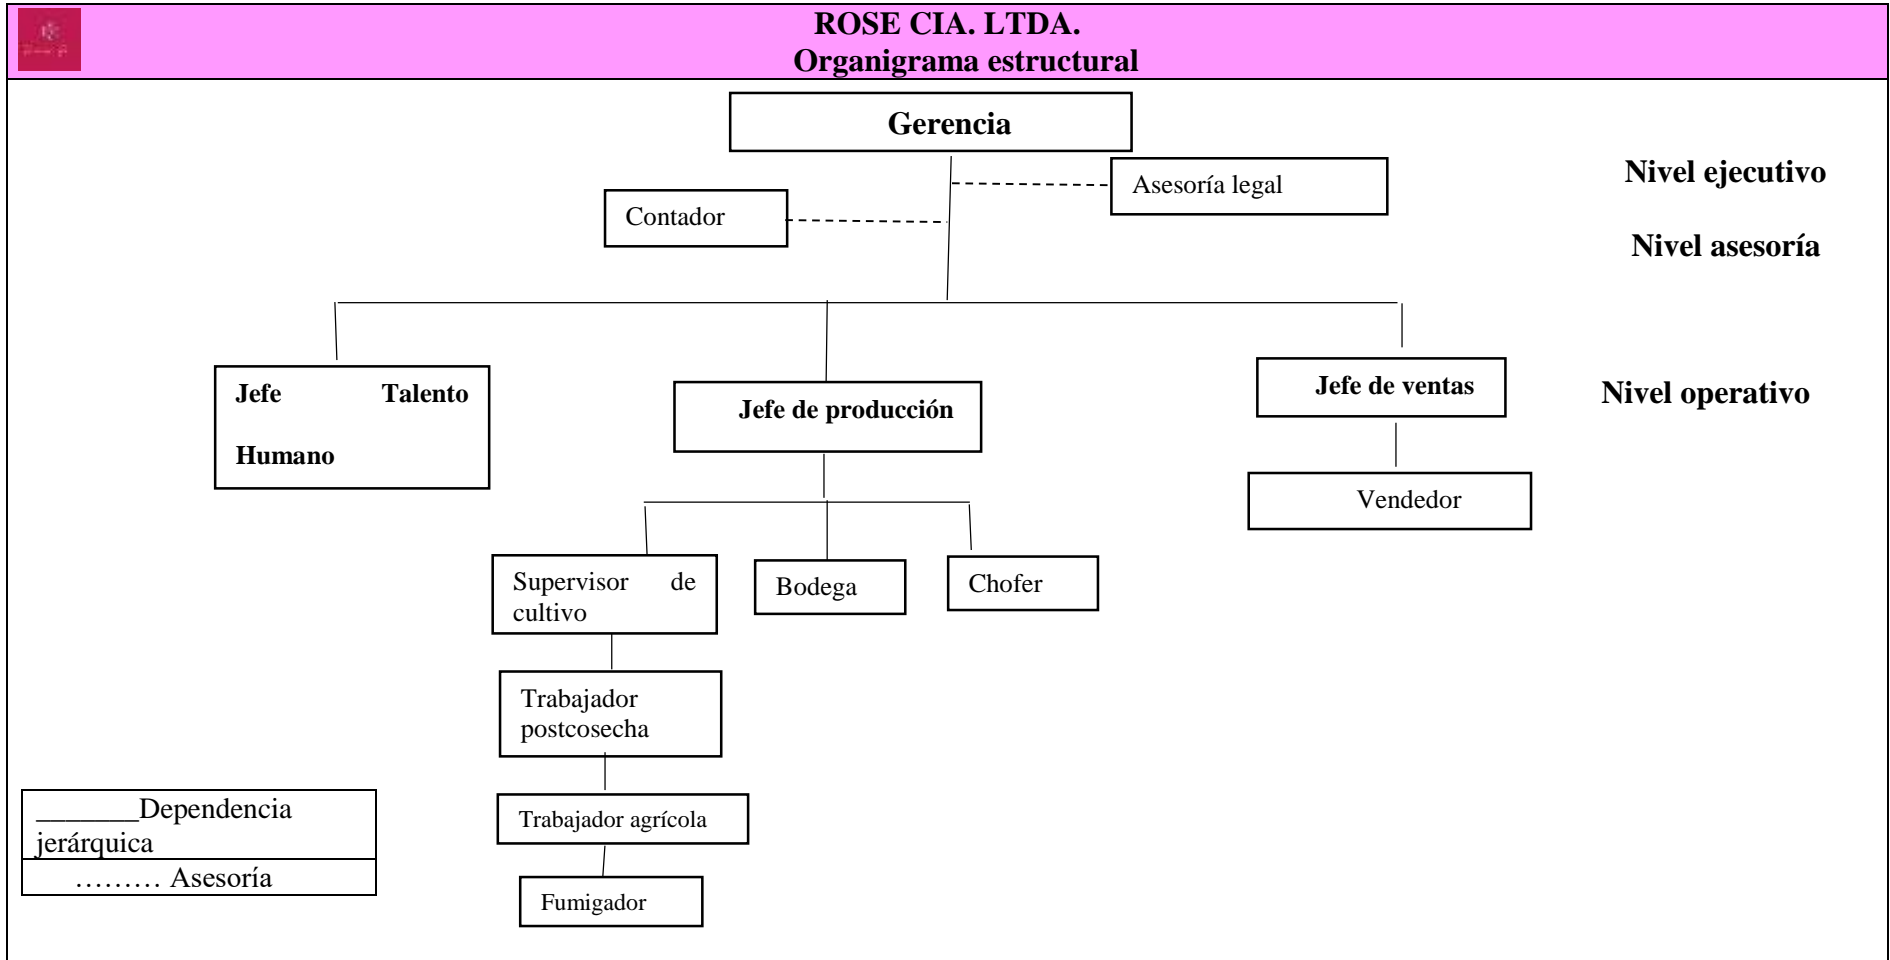 ROSE CIA. LTDA.
Organigrama estructural
Gerencia
Nivel ejecutivo
Asesoría legal
Contador
Nivel asesoría
Jefe Talento
Humano
Jefe de producción
Jefe de ventas
Nivel operativo
Vendedor
Supervisor de
cultivo
Bodega
Chofer
Trabajador
postcosecha
Trabajador agrícola
Fumigador
_______Dependencia
jerárquica
……… Asesoría